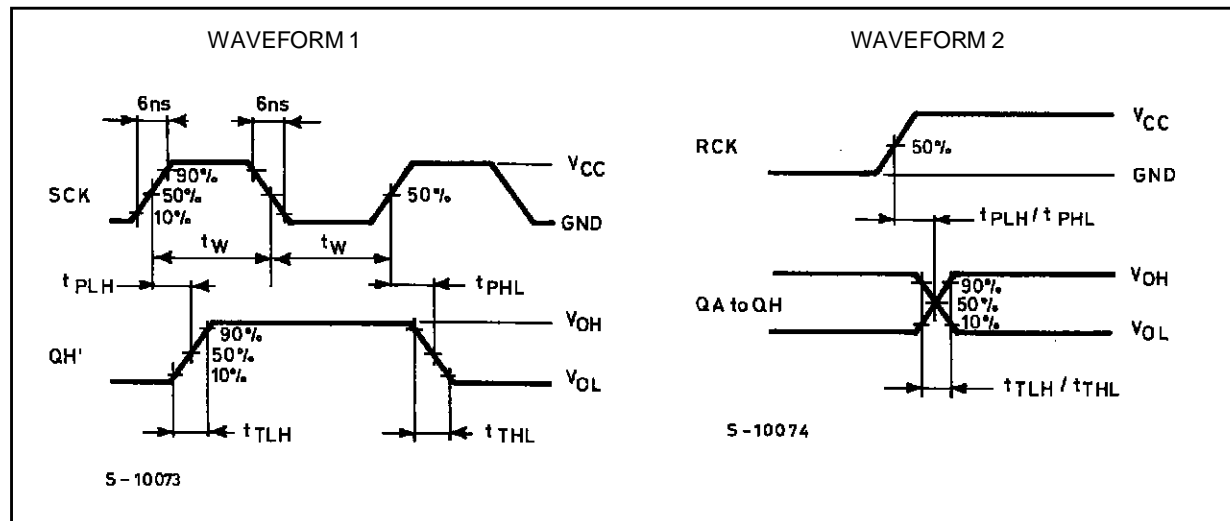 WAVEFORM 1
6ns
6ns
SCK
90%
50%
10%
50%
VCC
GND
tW
tW
tPLH
tPHL
QH'
90%
50%
10%
VOH
VOL
tTLH
tTHL
S-10073
WAVEFORM 2
RCK
50%
VCC
GND
tPLH/tPHL
QA to QH
90%
50%
10%
VOH
VOL
tTLH/tTHL
S-10074